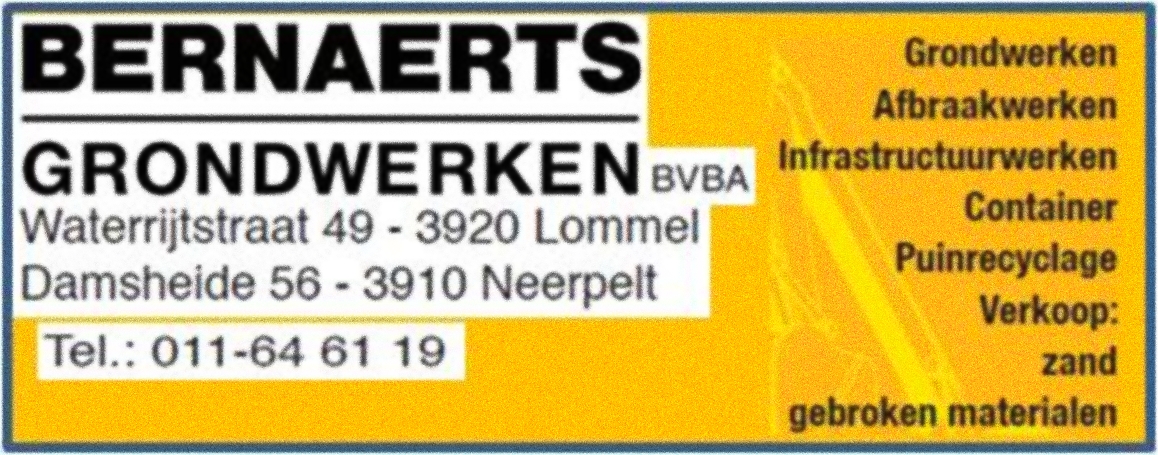 BERNAERTS
GRONDWERKEN BVBA
Waterrijtstraat 49 - 3920 Lommel
Damsheide 56 - 3910 Neerpelt
Tel.: 011-64 61 19
Grondwerken
Afbraakwerken
Infrastructuurwerken
Container
Puinrecyclage
Verkoop:
zand
gebroken materialen